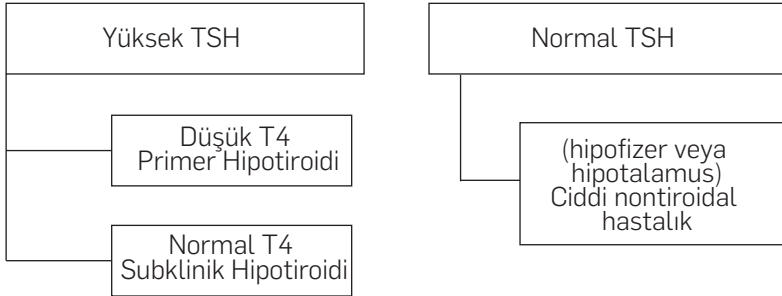 Yüksek TSH
Düşük T4
Primer Hipotiroidi
Normal T4
Subklinik Hipotiroidi
Normal TSH
(hipofizer veya
hipotalamus)
Ciddi nontiroidal
hastalık